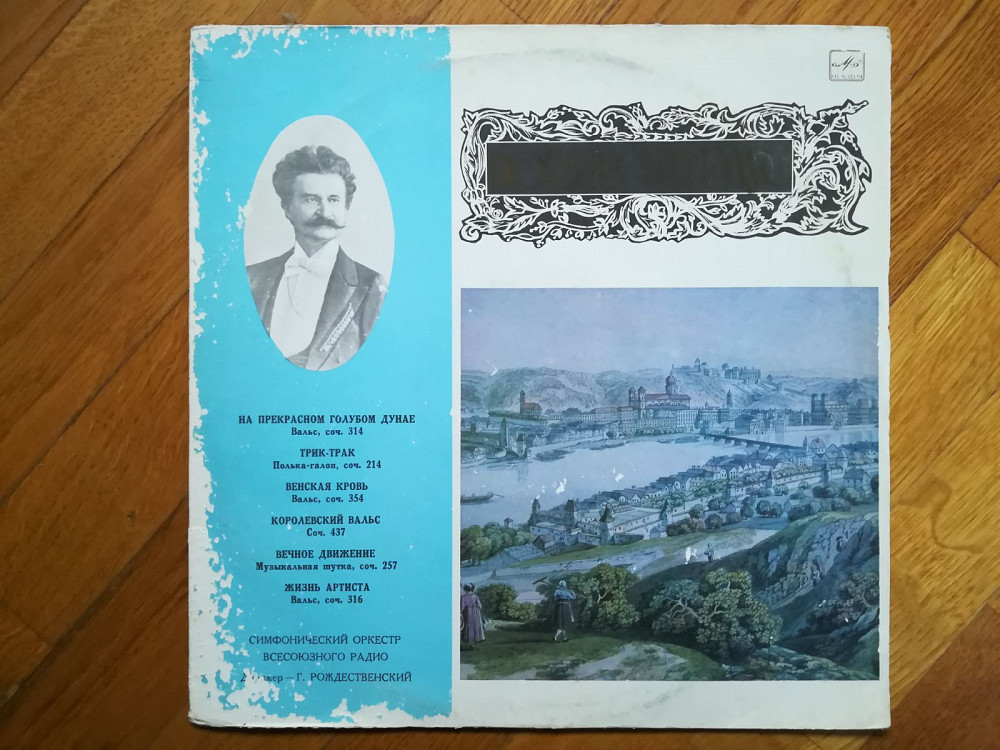 НА ПРЕКРАСНОМ ГОЛУБОМ ДУНАЕ
Вальс, соч. 314
ТРИК-ТРАК
Полька-галоп, соч. 214
ВЕНСКАЯ КРОВЬ
Вальс, соч. 354
КОРОЛЕВСКИЙ ВАЛЬС
Соч. 437
ВЕЧНОЕ ДВИЖЕНИЕ
Музыкальная шутка, соч. 257
ЖИЗНЬ АРТИСТА
Вальс, соч. 316
СИМФОНИЧЕСКИЙ ОРКЕСТР
ВСЕСОЮЗНОГО РАДИО
— Г. РОЖДЕСТВЕНСКИЙ